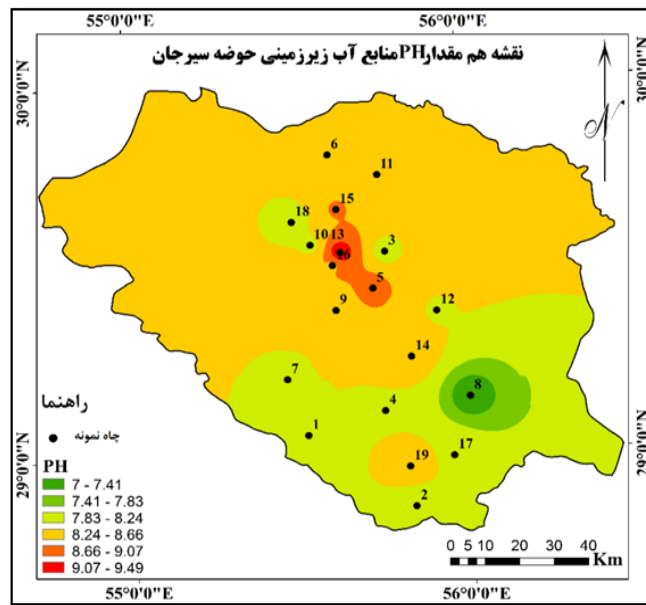 55°0'0"E 56°0'0"E
نقشه هم مقدارPHمنابع آب زیرزمینی حوضه سیرجان
30°0'0"N 30°0'0"N
N
6
11
15
18
10 13
3
16
5
9
12
14
7
8
4
1
17
19
2
29°0'0"N 29°0'0"N
راهنما
چاه نمونه
PH
7 - 7.41
7.41 - 7.83
7.83 - 8.24
8.24 - 8.66
8.66 - 9.07
9.07 - 9.49
0 5 10 20 30 40
Km
55°0'0"E 56°0'0"E